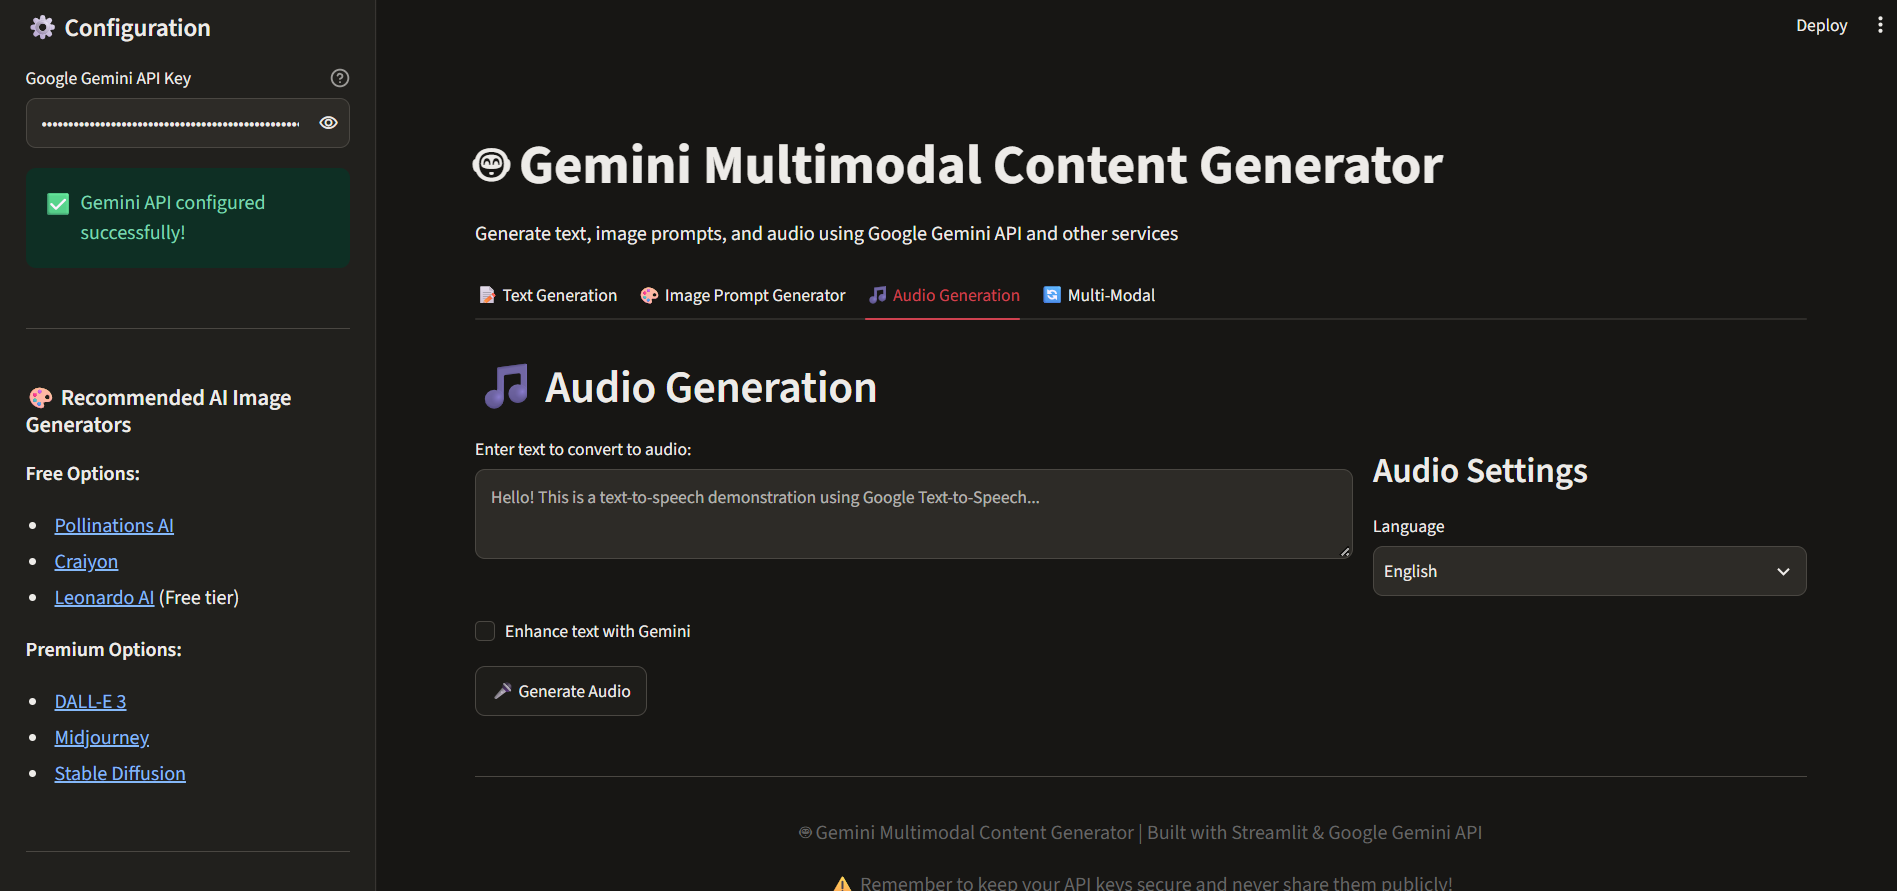 Configuration
Google Gemini API Key
Gemini API configured
successfully!
Recommended AI Image
Generators
Free Options:
Pollinations AI
Craiyon
Leonardo AI (Free tier)
Premium Options:
DALL-E 3
Midjourney
Stable Diffusion
Deploy
Gemini Multimodal Content Generator
Generate text, image prompts, and audio using Google Gemini API and other services
Text Generation
Image Prompt Generator
Audio Generation
Multi-Modal
Audio Generation
Enter text to convert to audio:
Hello! This is a text-to-speech demonstration using Google Text-to-Speech...
Audio Settings
Language
English
Enhance text with Gemini
Generate Audio
Gemini Multimodal Content Generator | Built with Streamlit & Google Gemini API
Remember to keep your API keys secure and never share them publicly!